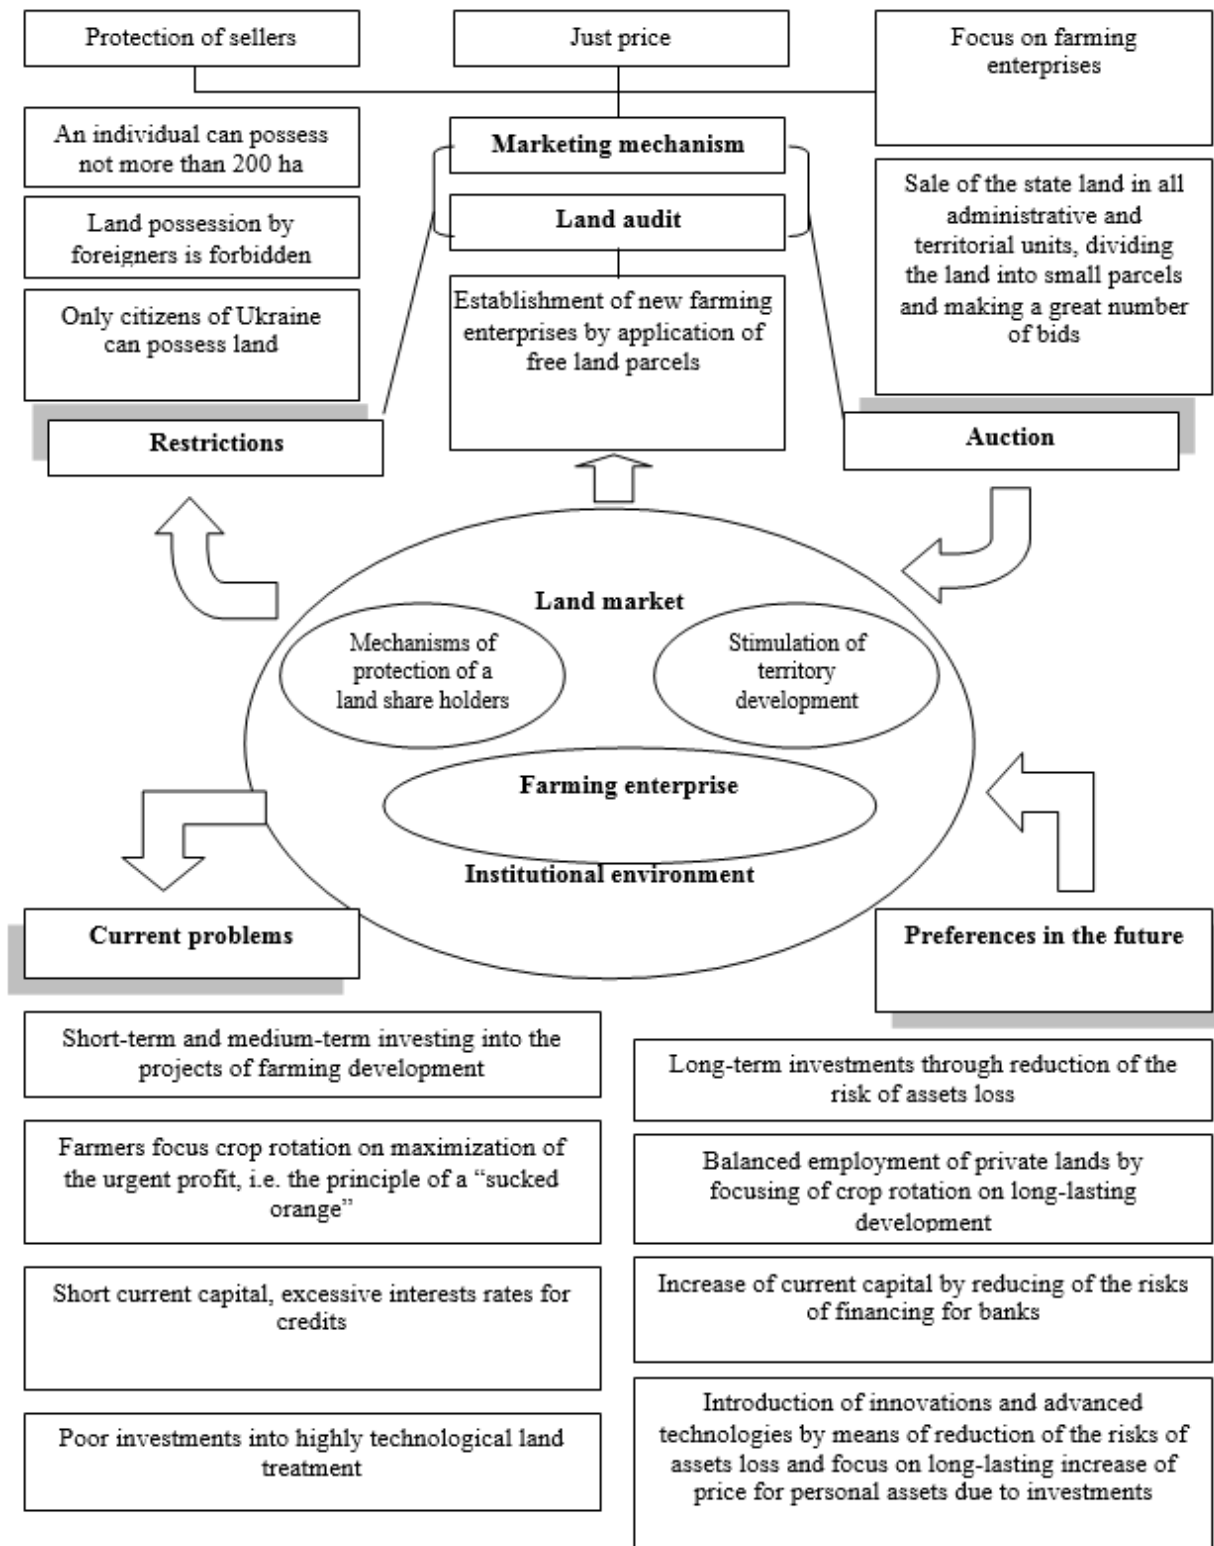 Protection of sellers
Just price
Focus on farming
enterprises
An individual can possess
not more than 200 ha
Land possession by
foreigners is forbidden
Only citizens of Ukraine
can possess land
Restrictions
Marketing mechanism
Land audit
Establishment of new farming
enterprises by application of
free land parcels
Sale of the state land in all
administrative and
territorial units, dividing
the land into small parcels
and making a great number
of bids
Auction
Land market
Mechanisms of
protection of a
land share holders
Stimulation of
territory
development
Farming enterprise
Institutional environment
Current problems
Short-term and medium-term investing into the
projects of farming development
Farmers focus crop rotation on maximization of
the urgent profit, i.e. the principle of a “sucked
orange”
Short current capital, excessive interests rates for
credits
Poor investments into highly technological land
treatment
Preferences in the future
Long-term investments through reduction of the
risk of assets loss
Balanced employment of private lands by
focusing of crop rotation on long-lasting
development
Increase of current capital by reducing of the risks
of financing for banks
Introduction of innovations and advanced
technologies by means of reduction of the risks of
assets loss and focus on long-lasting increase of
price for personal assets due to investments